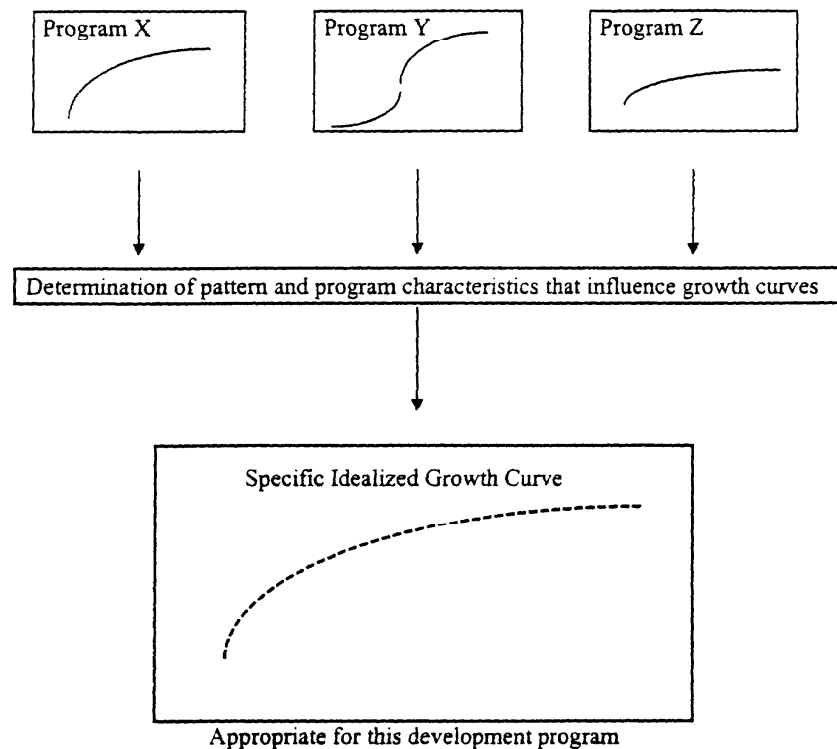 Program X
Program Y
Program Z
Determination of pattern and program characteristics that influence growth curves
Specific Idealized Growth Curve
Appropriate for this development program